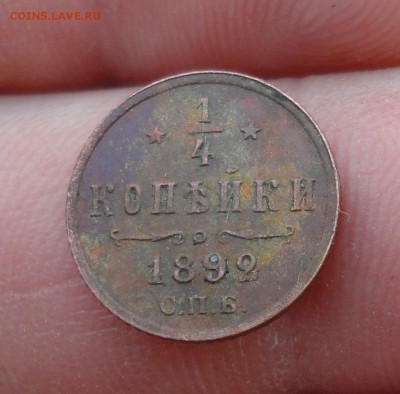 COINS.LAVE.RU
1/4
КОПѢЙКИ
1892
С.П.Б.